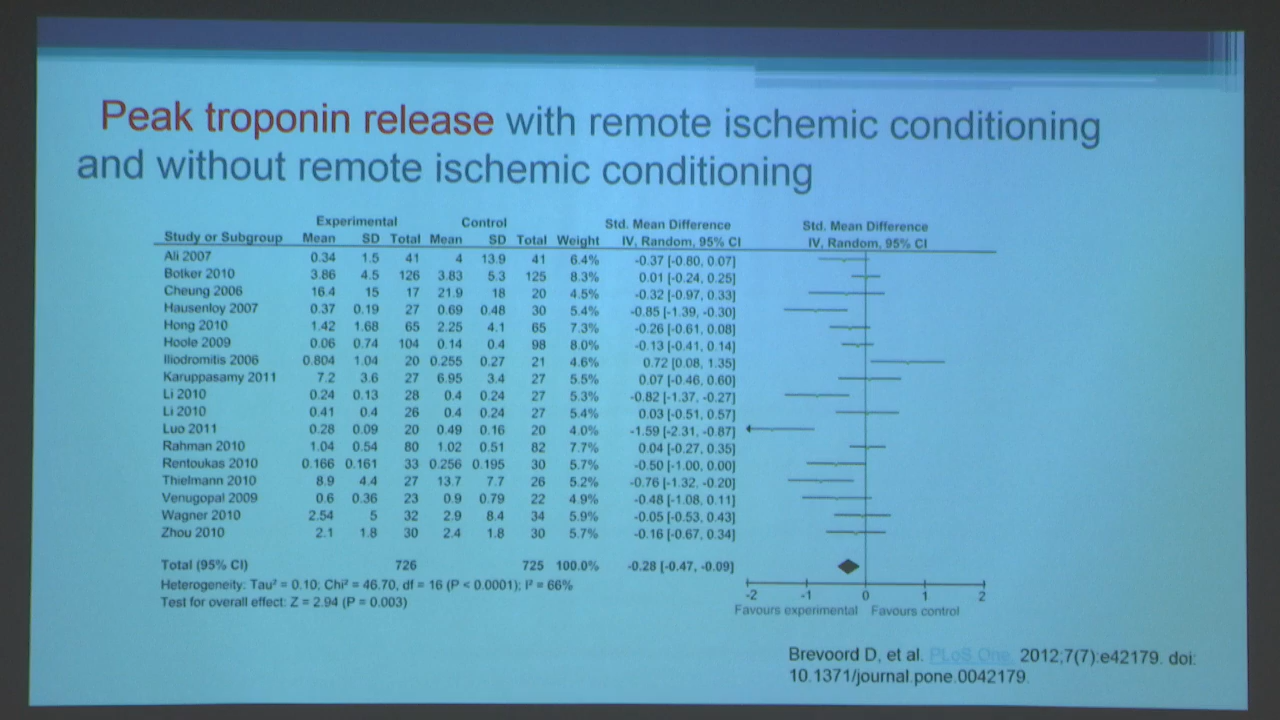 Peak troponin release with remote ischemic conditioning
and without remote ischemic conditioning
Experimental Control Std. Mean Difference Std. Mean Difference
Study or Subgroup Mean SD Total Mean SD Total Weight IV, Random, 95% CI IV, Random, 95% CI
Ali 2007 0.34 1.5 41 4 13.9 41 6.4% -0.37 [-0.80, 0.07]
Botker 2010 3.86 4.5 126 3.83 5.3 125 8.3% 0.01 [-0.24, 0.25]
Cheung 2006 16.4 15 17 21.9 18 20 4.5% -0.32 [-0.97, 0.33]
Hausenloy 2007 0.37 0.19 27 0.69 0.48 30 5.4% -0.85 [-1.39, -0.30]
Hong 2010 1.42 1.68 65 2.25 4.1 65 7.3% -0.26 [-0.61, 0.08]
Hoole 2009 0.06 0.74 104 0.14 0.4 98 8.0% -0.13 [-0.41, 0.14]
Iliodromitis 2006 0.804 1.04 20 0.255 0.27 21 4.6% 0.72 [0.08, 1.35]
Karuppasamy 2011 7.2 3.6 27 6.95 3.4 27 5.5% 0.07 [-0.46, 0.60]
Li 2010 0.24 0.13 28 0.4 0.24 27 5.3% -0.82 [-1.37, -0.27]
Li 2010 0.41 0.4 26 0.4 0.24 27 5.4% 0.03 [-0.51, 0.57]
Luo 2011 0.28 0.09 20 0.49 0.16 20 4.0% -1.59 [-2.31, -0.87]
Rahman 2010 1.04 0.54 80 1.02 0.51 82 7.7% 0.04 [-0.27, 0.35]
Rentoukas 2010 0.166 0.161 33 0.256 0.195 30 5.7% -0.50 [-1.00, 0.00]
Thielmann 2010 8.9 4.4 27 13.7 7.7 26 5.2% -0.76 [-1.32, -0.20]
Venugopal 2009 0.6 0.36 23 0.9 0.79 22 4.9% -0.48 [-1.08, 0.11]
Wagner 2010 2.54 5 32 2.9 8.4 34 5.9% -0.05 [-0.53, 0.43]
Zhou 2010 2.1 1.8 30 2.4 1.8 30 5.7% -0.16 [-0.67, 0.34]
Total (95% CI) 726 725 100.0% -0.28 [-0.47, -0.09]
Heterogeneity: Tau² = 0.10; Chi² = 46.70, df = 16 (P < 0.0001); I² = 66%
Test for overall effect: Z = 2.94 (P = 0.003)
-2 -1 0 1 2
Favours experimental Favours control
Brevoord D, et al. PLoS One. 2012;7(7):e42179. doi:
10.1371/journal.pone.0042179.